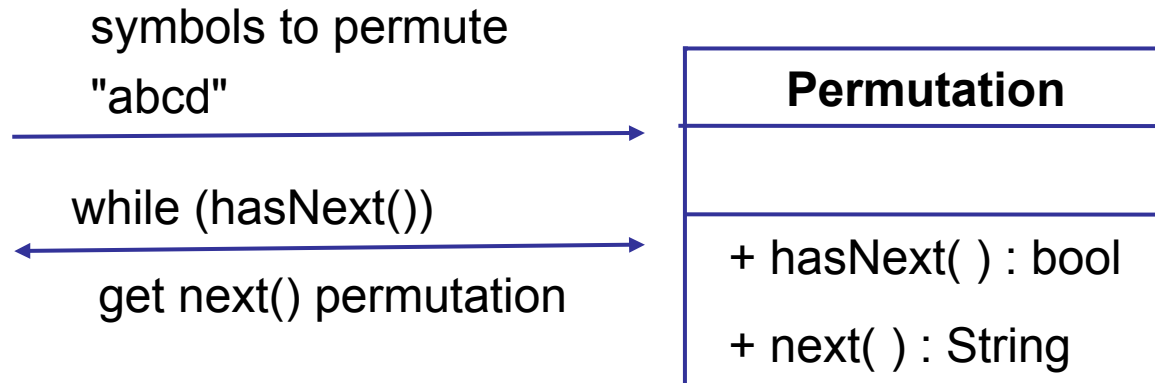 symbols to permute
"abcd"
while (hasNext())
get next() permutation
Permutation
+ hasNext( ) : bool
+ next( ) : String